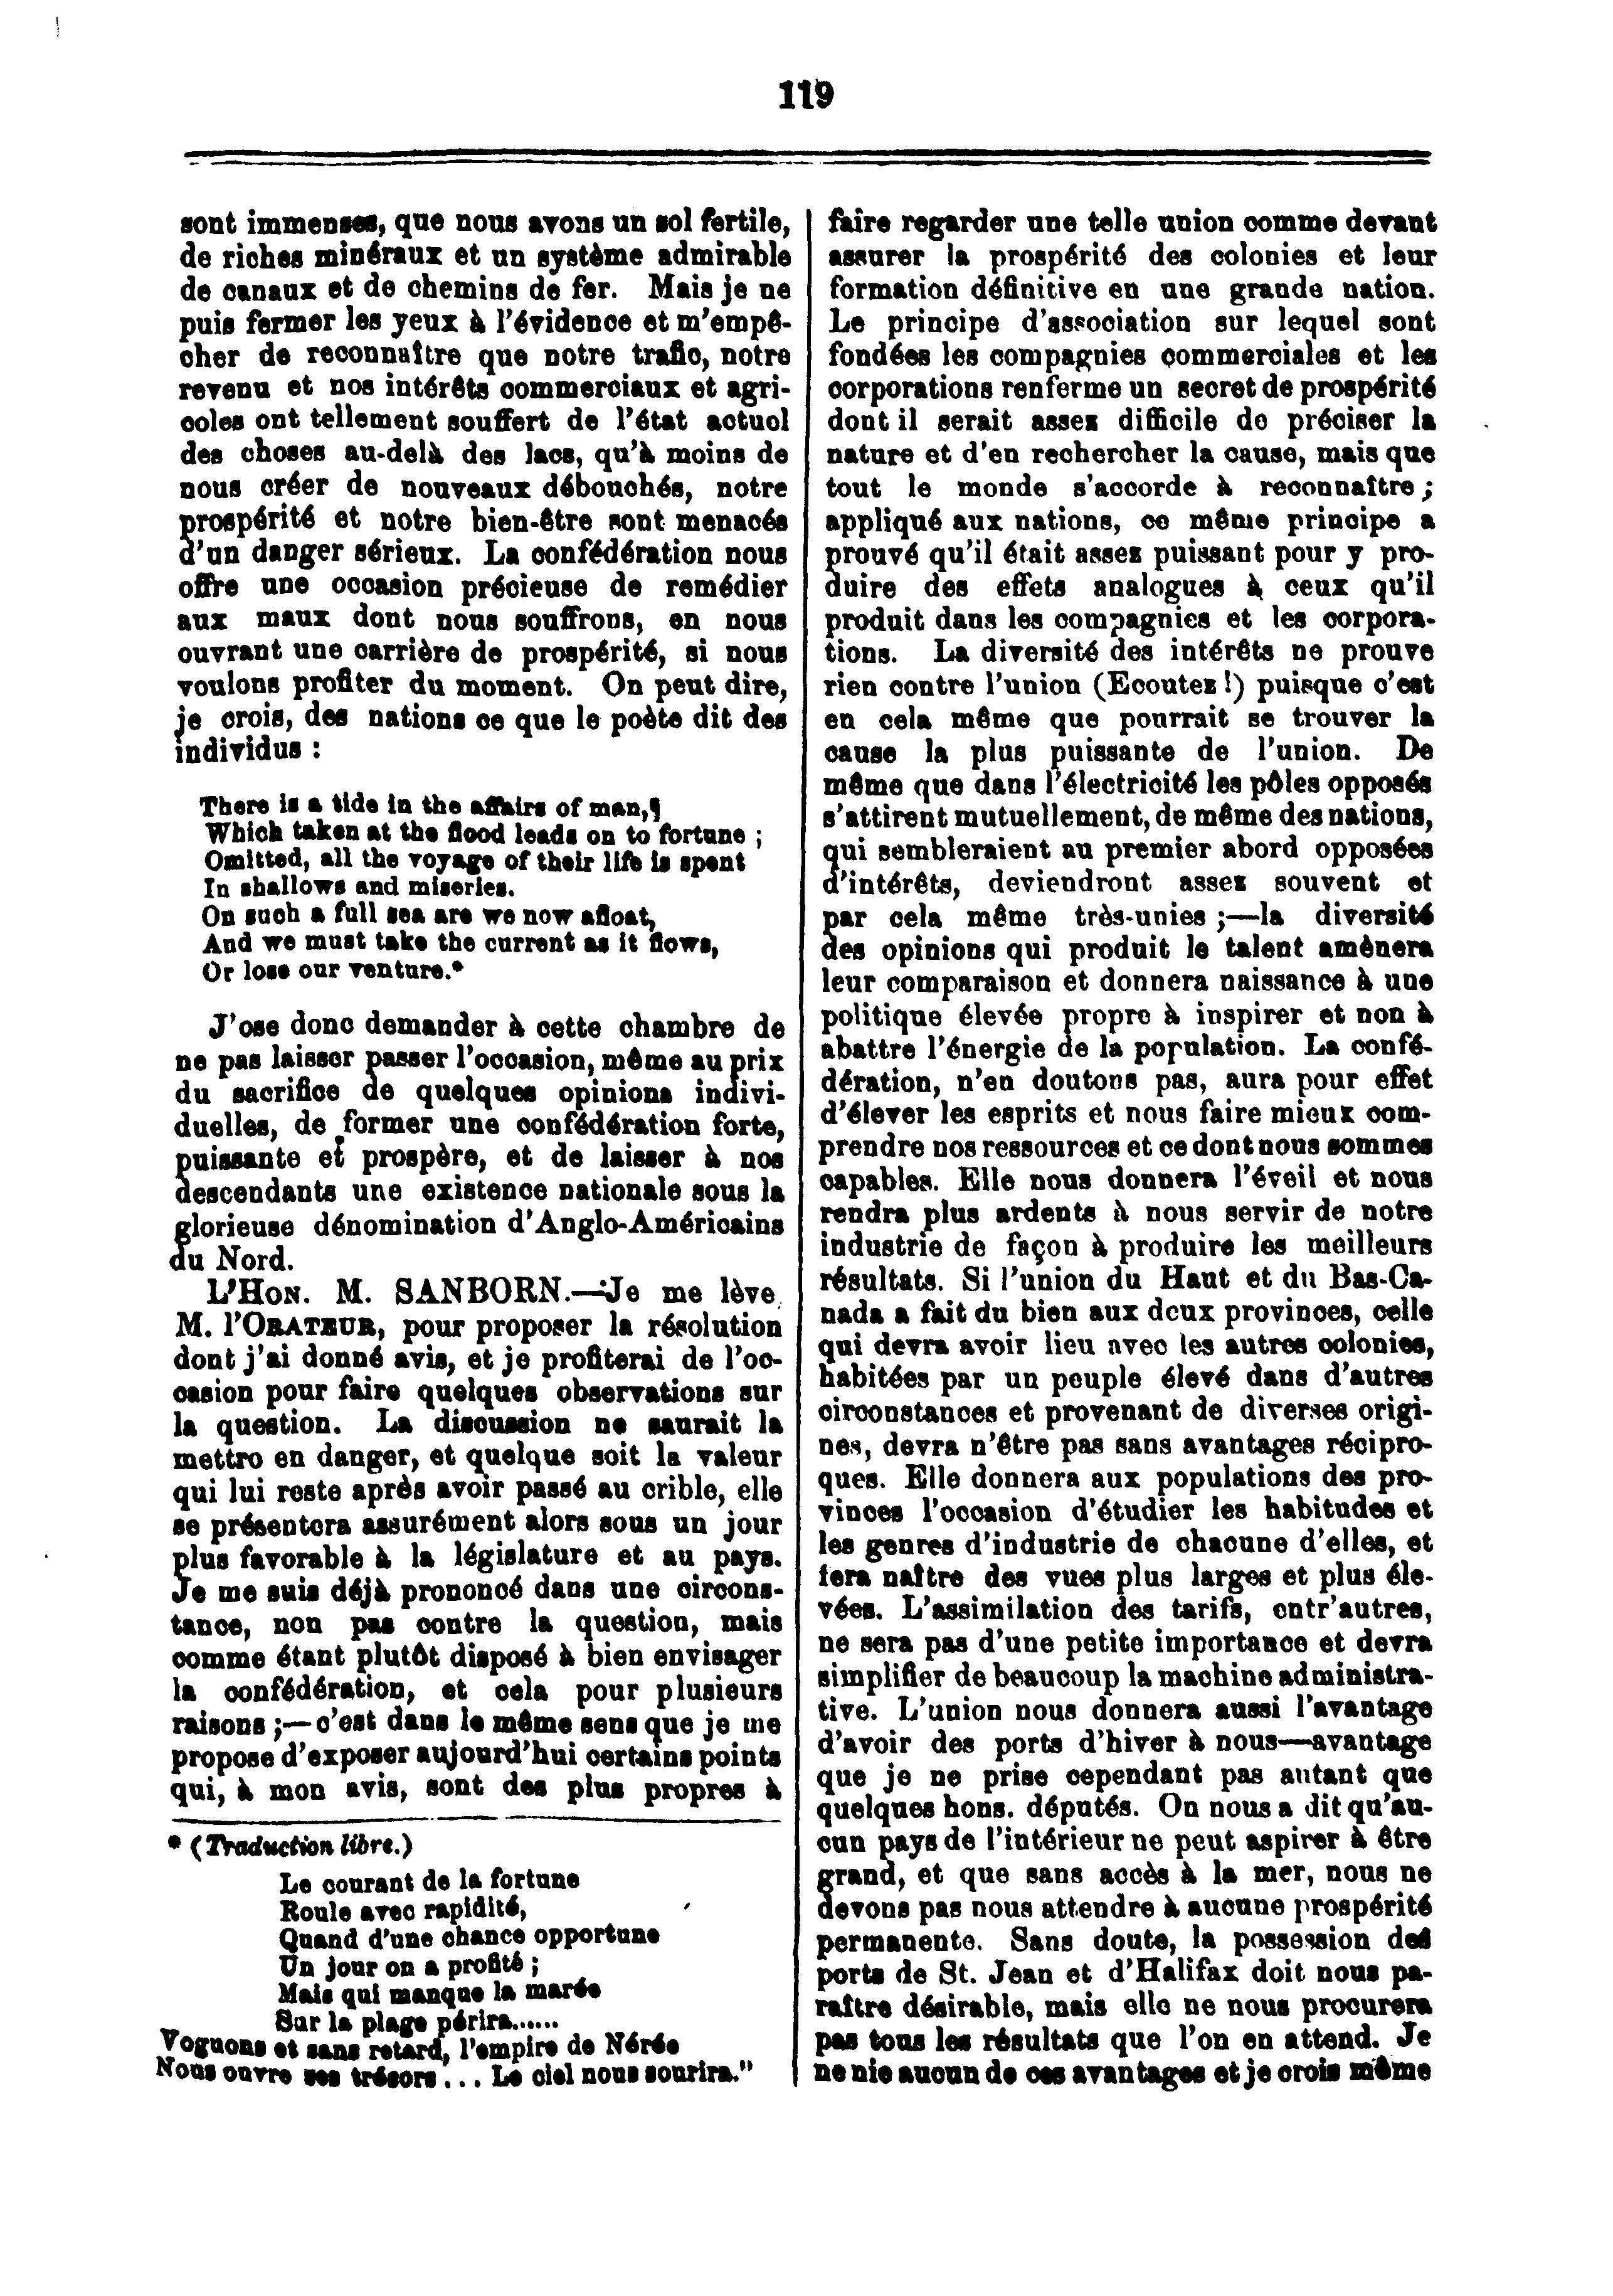 119
sont immenses, que nous avons un sol fertile,
de riches minéraux et un système admirable
de canaux et de chemins de fer. Mais je ne
puis fermer les yeux à l'évidence et m'empê-
cher de reconnaître que notre trafic, notre
revenu et nos intérêts commerciaux et agri-
coles ont tellement souffert de l'état actuel
des choses au-delà des lacs, qu'à moins de
nous créer de nouveaux débouchés, notre
prospérité et notre bien-être sont menacés
d'un danger sérieux. La confédération nous
offre une occasion précieuse de remédier
aux maux dont nous souffrons, en nous
ouvrant une carrière de prospérité, si nous
voulons profiter du moment. On peut dire,
je crois, des nations ce que le poète dit des
individus :
There is a tide in the affairs of man,¶
Which taken at the flood leads on to fortune ;
Omitted, all the voyage of their life is spent
In shallows and miseries.
On such a full sea are we now afloat,
And we must take the current as it flows,
Or lose our venture.*
J'ose donc demander à cette chambre de
ne pas laisser passer l'occasion, même au prix
du sacrifice de quelques opinions indivi-
duelles, de former une confédération forte,
puissante et prospère, et de laisser à nos
descendants une existence nationale sous la
glorieuse dénomination d'Anglo-Américains
du Nord.
L'HON. M. SANBORN.—Je me lève,
M. l'ORATEUR, pour proposer la résolution
dont j'ai donné avis, et je profiterai de l'oc-
casion pour faire quelques observations sur
la question. La discussion ne saurait la
mettre en danger, et quelque soit la valeur
qui lui reste après avoir passé au crible, elle
se présentera assurément alors sous un jour
plus favorable à la législature et au pays.
Je me suis déjà prononcé dans une circons-
tance, non pas contre la question, mais
comme étant plutôt disposé à bien envisager
la confédération, et cela pour plusieurs
raisons ;—c'est dans le même sens que je me
propose d'exposer aujourd'hui certains points
qui, à mon avis, sont des plus propres à
* (Traduction libre.)
Le courant de la fortune
Roule avec rapidité,
Quand d'une chance opportune
Un jour on a profité ;
Mais qui manque la marée
Sur la plage périra......
Voguons et sans retard, l'empire de Nérée
Nous ouvre ses trésors... Le ciel nous sourira."
faire regarder une telle union comme devant
assurer la prospérité des colonies et leur
formation définitive en une grande nation.
Le principe d'association sur lequel sont
fondées les compagnies commerciales et les
corporations renferme un secret de prospérité
dont il serait assez difficile de préciser la
nature et d'en rechercher la cause, mais que
tout le monde s'accorde à reconnaître ;
appliqué aux nations, ce même principe a
prouvé qu'il était assez puissant pour y pro-
duire des effets analogues à ceux qu'il
produit dans les compagnies et les corpora-
tions. La diversité des intérêts ne prouve
rien contre l'union (Ecoutez !) puisque c'est
en cela même que pourrait se trouver la
cause la plus puissante de l'union. De
même que dans l'électricité les pôles opposés
s'attirent mutuellement, de même des nations,
qui sembleraient au premier abord opposées
d'intérêts, deviendront assez souvent et
par cela même très-unies ;—la diversité
des opinions qui produit le talent amènera
leur comparaison et donnera naissance à une
politique élevée propre à inspirer et non à
abattre l'énergie de la population. La confé-
dération, n'en doutons pas, aura pour effet
d'élever les esprits et nous faire mieux com-
prendre nos ressources et ce dont nous sommes
capables. Elle nous donnera l'éveil et nous
rendra plus ardents à nous servir de notre
industrie de façon à produire les meilleurs
résultats. Si l'union du Haut et du Bas-Ca-
nada a fait du bien aux deux provinces, celle
qui devra avoir lieu avec les autres colonies,
habitées par un peuple élevé dans d'autres
circonstances et provenant de diverses origi-
nes, devra n'être pas sans avantages récipro-
ques. Elle donnera aux populations des pro-
vinces l'occasion d'étudier les habitudes et
les genres d'industrie de chacune d'elles, et
fera naître des vues plus larges et plus éle-
vées. L'assimilation des tarifs, entr'autres,
ne sera pas d'une petite importance et devra
simplifier de beaucoup la machine administra-
tive. L'union nous donnera aussi l'avantage
d'avoir des ports d'hiver à nous—avantage
que je ne prise cependant pas autant que
quelques hons. députés. On nous a dit qu'au-
cun pays de l'intérieur ne peut aspirer à être
grand, et que sans accès à la mer, nous ne
devons pas nous attendre à aucune prospérité
permanente. Sans doute, la possession des
ports de St. Jean et d'Halifax doit nous pa-
raître désirable, mais elle ne nous procurera
pas tous les résultats que l'on en attend. Je
ne nie aucun de ces avantages et je crois même